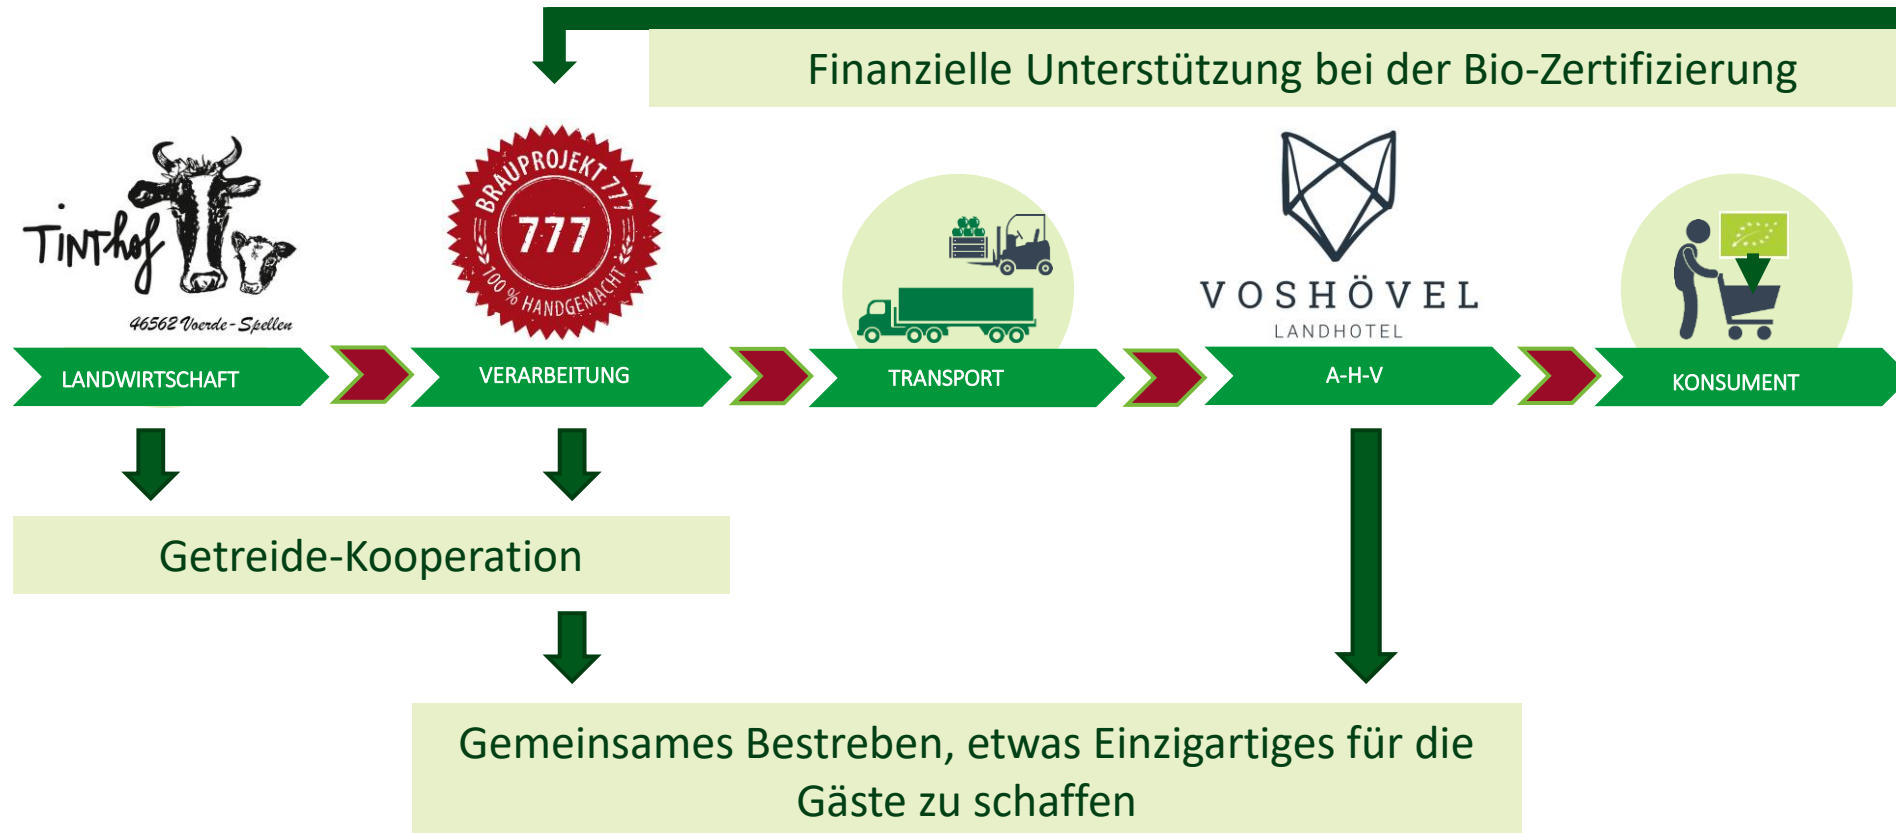 Finanzielle Unterstützung bei der Bio-Zertifizierung
TINThof
46562 Voerde-Spellen
BRAUPROJEKT 777
777
100 % HANDGEMACHT
VOSHÖVEL
LANDHOTEL
LANDWIRTSCHAFT
VERARBEITUNG
TRANSPORT
A-H-V
KONSUMENT
Getreide-Kooperation
Gemeinsames Bestreben, etwas Einzigartiges für die
Gäste zu schaffen